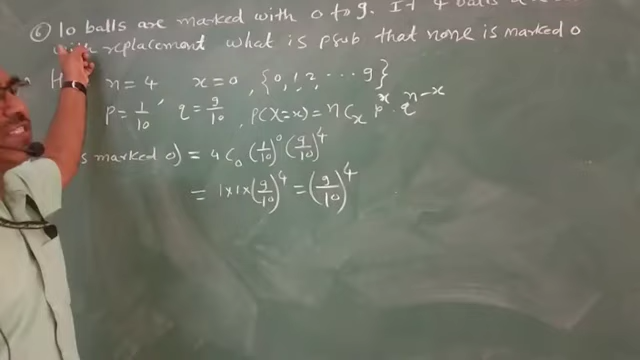 ⑥ 10 balls are marked with 0 to 9. If 4 balls
with replacement what is prob that none is marked 0
H n = 4 x = 0, {0, 1, 2, ... 9}
p = 1/10, q = 9/10, P(X = x) = n C_x p^x · q^{n-x}
s marked 0) = 4C_0 (1/10)^0 (9/10)^4
= 1 x 1 x (9/10)^4 = (9/10)^4